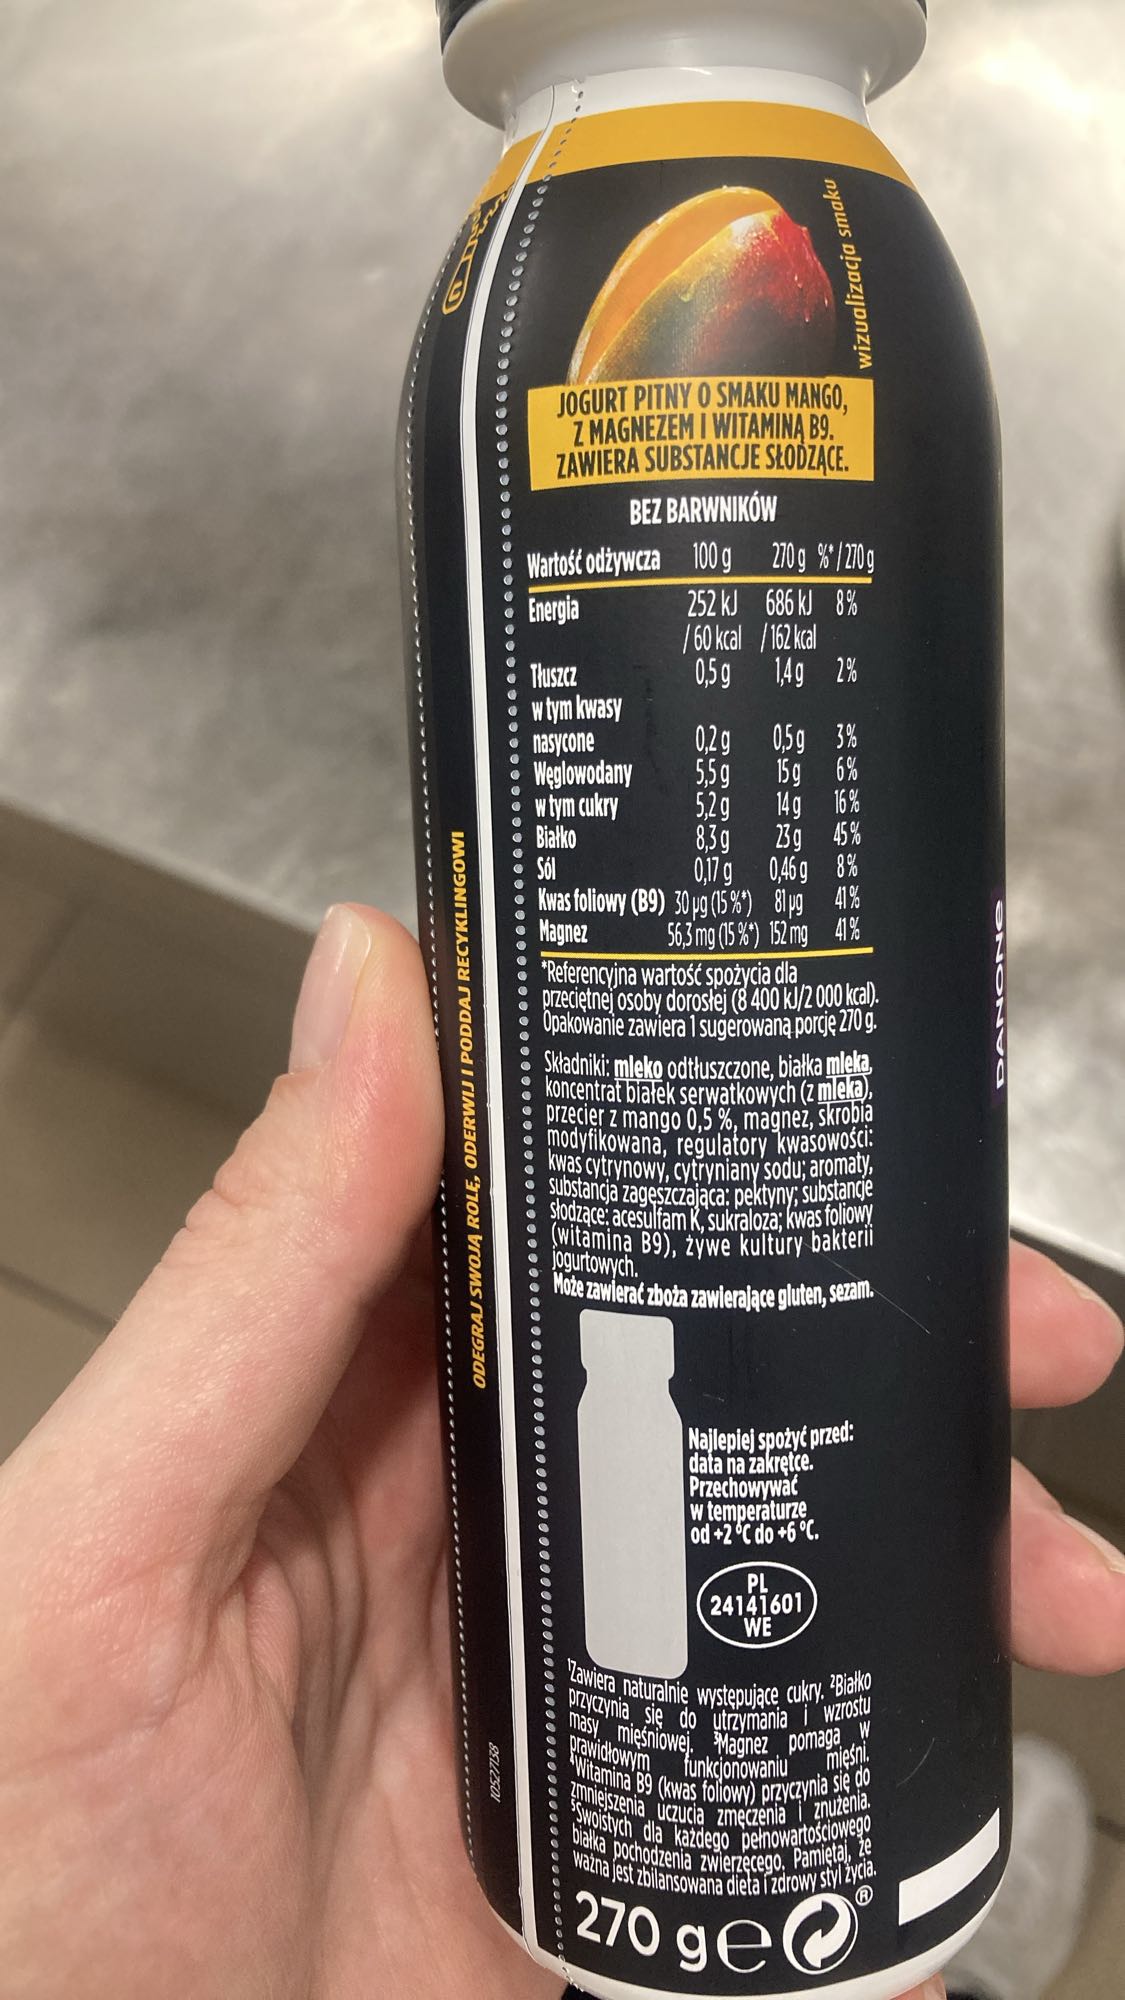 wizualizacja smaku
JOGURT PITNY O SMAKU MANGO,
Z MAGNEZEM I WITAMINĄ B9.
ZAWIERA SUBSTANCJE SŁODZĄCE.
BEZ BARWNIKÓW
Wartość odżywcza 100 g 270 g %*/270 g
Energia 252 kJ 686 kJ 8%
/60 kcal /162 kcal
Tłuszcz 0,5 g 1,4 g 2%
w tym kwasy
nasycone 0,2 g 0,5 g 3%
Węglowodany 5,5 g 15 g 6%
w tym cukry 5,2 g 14 g 16%
Białko 8,3 g 23 g 45%
Sól 0,17 g 0,46 g 8%
Kwas foliowy (B9) 30 µg (15%*) 81 µg 41%
Magnez 56,3 mg (15%*) 152 mg 41%
*Referencyjna wartość spożycia dla
przeciętnej osoby dorosłej (8 400 kJ/2 000 kcal).
Opakowanie zawiera 1 sugerowaną porcję 270 g.
Składniki: mleko odtłuszczone, białka mleka,
koncentrat białek serwatkowych (z mleka),
przecier z mango 0,5 %, magnez, skrobia
modyfikowana, regulatory kwasowości:
kwas cytrynowy, cytryniany sodu; aromaty,
substancja zagęszczająca: pektyny; substancje
słodzące: acesulfam K, sukraloza; kwas foliowy
(witamina B9), żywe kultury bakterii
jogurtowych.
Może zawierać zboża zawierające gluten, sezam.
Najlepiej spożyć przed:
data na zakrętce.
Przechowywać
w temperaturze
od +2 °C do +6 °C.
PL
24141601
WE
¹Zawiera naturalnie występujące cukry. ²Białko
przyczynia się do utrzymania i wzrostu
masy mięśniowej. ³Magnez pomaga w
prawidłowym funkcjonowaniu mięśni.
⁴Witamina B9 (kwas foliowy) przyczynia się do
zmniejszenia uczucia zmęczenia i znużenia.
⁵Swoistych dla każdego pełnowartościowego
białka pochodzenia zwierzęcego. Pamiętaj, że
ważna jest zbilansowana dieta i zdrowy styl życia.
270 g e ®
ODEGRAJ SWOJĄ ROLĘ, ODERWIJ I PODDAJ RECYKLINGOWI
10527158
DANONE